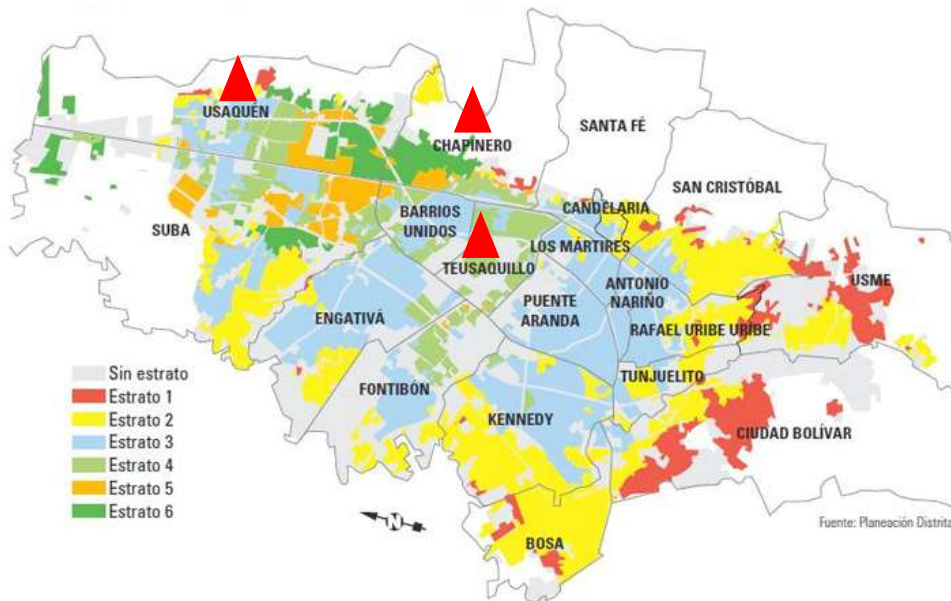 USAQUÉN
CHAPINERO
SANTA FÉ
SAN CRISTÓBAL
CANDELARIA
BARRIOS
UNIDOS
SUBA
LOS MÁRTIRES
TEUSAQUILLO
ANTONIO
NARIÑO
USME
PUENTE
ARANDA
ENGATIVÁ
RAFAEL URIBE URIBE
TUNJUELITO
FONTIBÓN
KENNEDY
CIUDAD BOLÍVAR
BOSA
Sin estrato
Estrato 1
Estrato 2
Estrato 3
Estrato 4
Estrato 5
Estrato 6
N
Fuente: Planeación Distrita